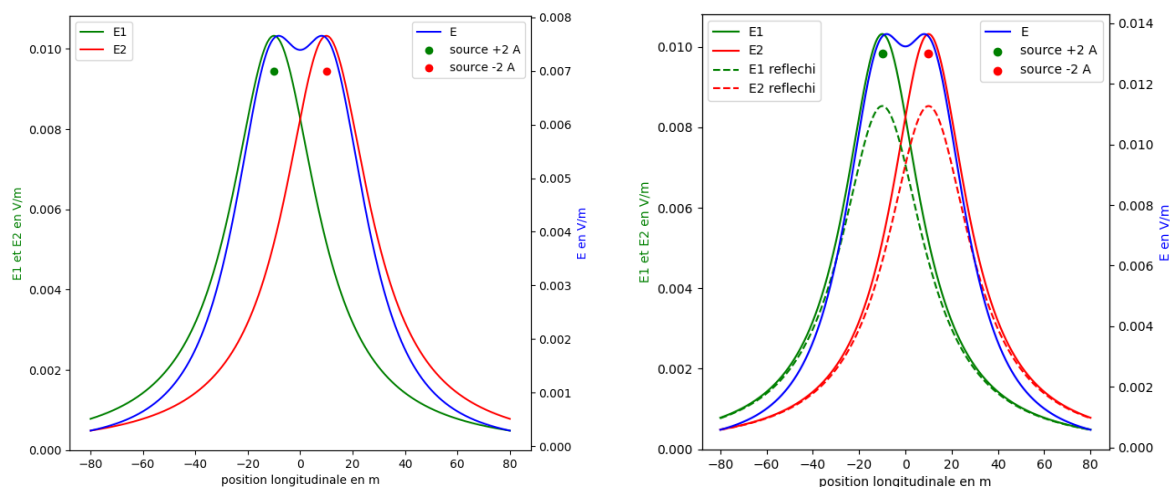 E1
E2
E
source +2 A
source -2 A
0.010
0.008
0.006
0.004
0.002
0.000
E1 et E2 en V/m
0.008
0.007
0.006
0.005
0.004
0.003
0.002
0.001
0.000
E en V/m
−80 −60 −40 −20 0 20 40 60 80
position longitudinale en m
E1
E2
E1 reflechi
E2 reflechi
E
source +2 A
source -2 A
0.010
0.008
0.006
0.004
0.002
0.000
E1 et E2 en V/m
0.014
0.012
0.010
0.008
0.006
0.004
0.002
0.000
E en V/m
−80 −60 −40 −20 0 20 40 60 80
position longitudinale en m